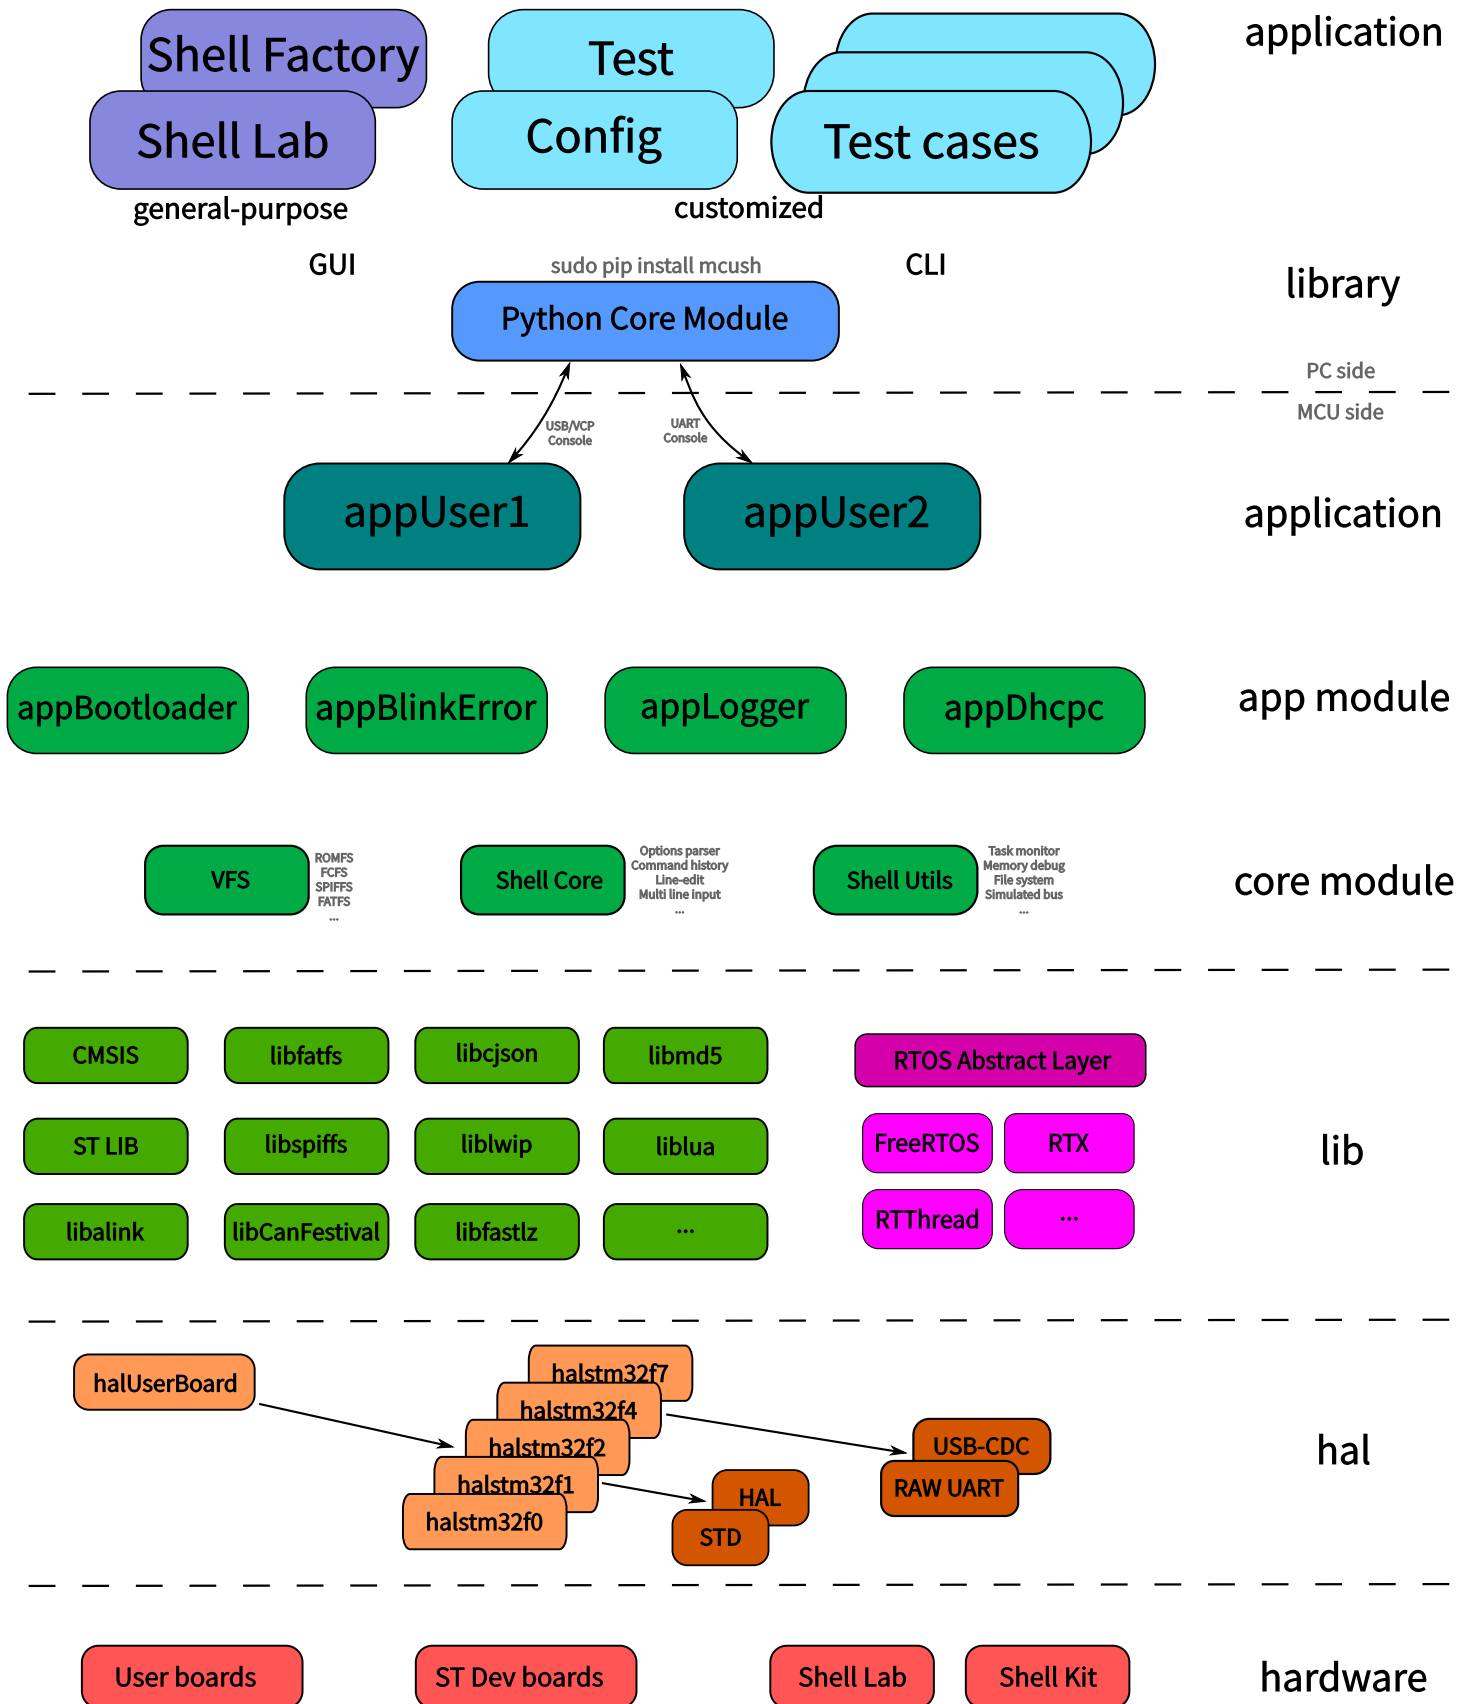 Shell Factory
Shell Lab
general-purpose
Test
Config
Test cases
customized
application
GUI
sudo pip install mcush
CLI
Python Core Module
library
PC side
MCU side
USB/VCP
Console
UART
Console
appUser1
appUser2
application
appBootloader
appBlinkError
appLogger
appDhcpc
app module
VFS
ROMFS
FCFS
SPIFFS
FATFS
...
Shell Core
Options parser
Command history
Line-edit
Multi line input
...
Shell Utils
Task monitor
Memory debug
File system
Simulated bus
...
core module
CMSIS
libfatfs
libcjson
libmd5
ST LIB
libspiffs
liblwip
liblua
libalink
libCanFestival
libfastlz
...
RTOS Abstract Layer
FreeRTOS
RTX
RTThread
...
lib
halUserBoard
halstm32f7
halstm32f4
halstm32f2
halstm32f1
halstm32f0
HAL
STD
USB-CDC
RAW UART
hal
User boards
ST Dev boards
Shell Lab
Shell Kit
hardware